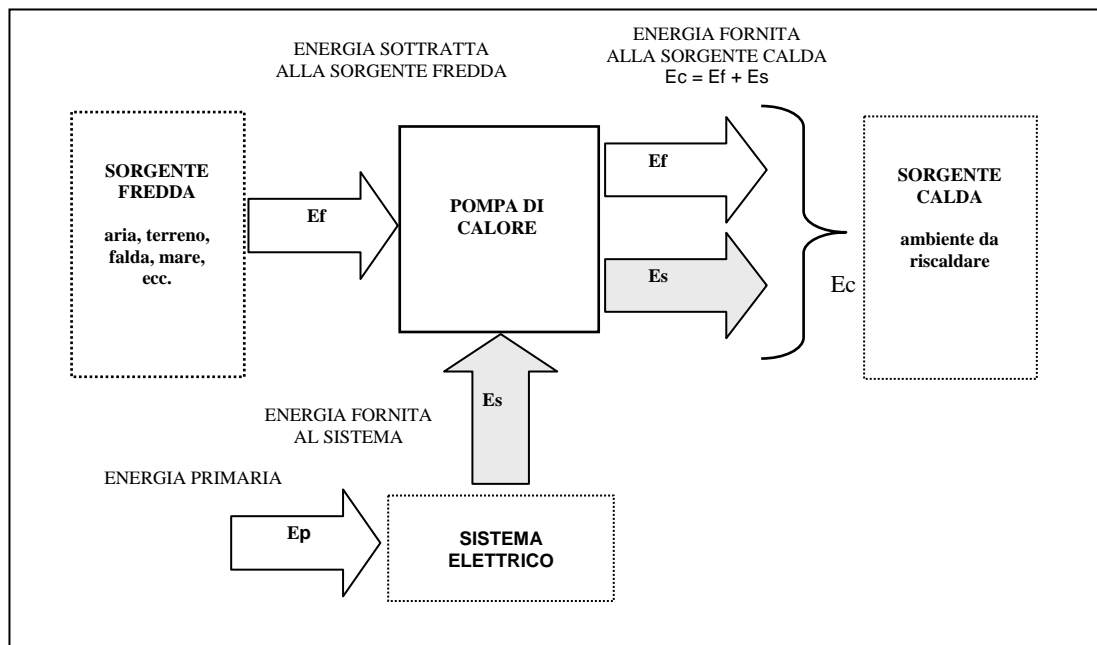 ENERGIA SOTTRATTA
ALLA SORGENTE FREDDA
ENERGIA FORNITA
ALLA SORGENTE CALDA
Ec = Ef + Es
SORGENTE
FREDDA
aria, terreno,
falda, mare,
ecc.
Ef
POMPA DI
CALORE
Ef
Es
Ec
SORGENTE
CALDA
ambiente da
riscaldare
Es
ENERGIA FORNITA
AL SISTEMA
ENERGIA PRIMARIA
Ep
SISTEMA
ELETTRICO